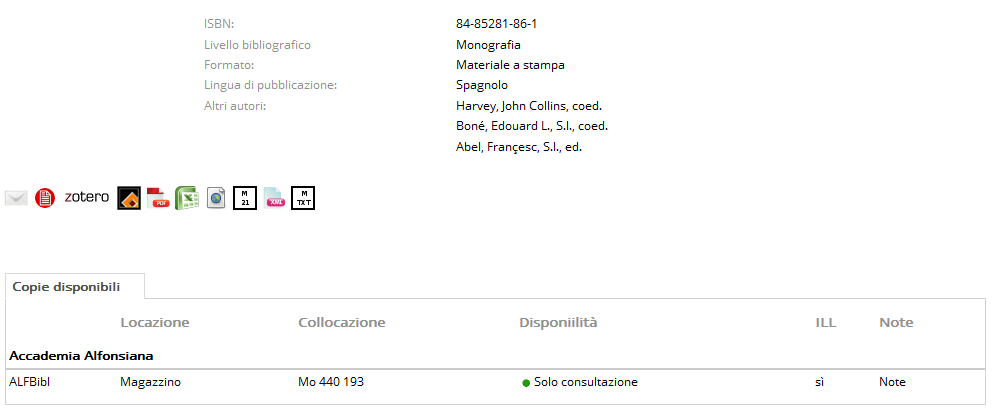 ISBN: 84-85281-86-1
Livello bibliografico Monografia
Formato: Materiale a stampa
Lingua di pubblicazione: Spagnolo
Altri autori: Harvey, John Collins, coed.
Boné, Edouard L., S.I., coed.
Abel, Françesc, S.I., ed.
zotero PDF M 21 XML M TXT
Copie disponibili
Locazione Collocazione Disponiilità ILL Note
Accademia Alfonsiana
ALFBibl Magazzino Mo 440 193 Solo consultazione sì Note